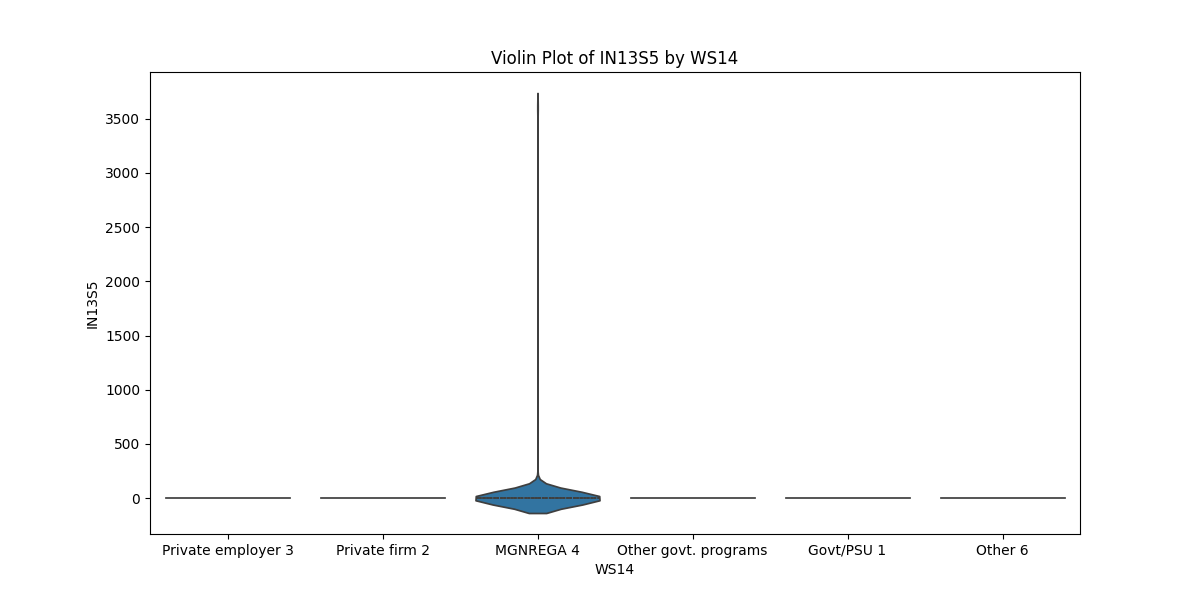 Violin Plot of IN13S5 by WS14
3500
3000
2500
2000
1500
1000
500
0
IN13S5
Private employer 3 Private firm 2 MGNREGA 4 Other govt. programs Govt/PSU 1 Other 6
WS14